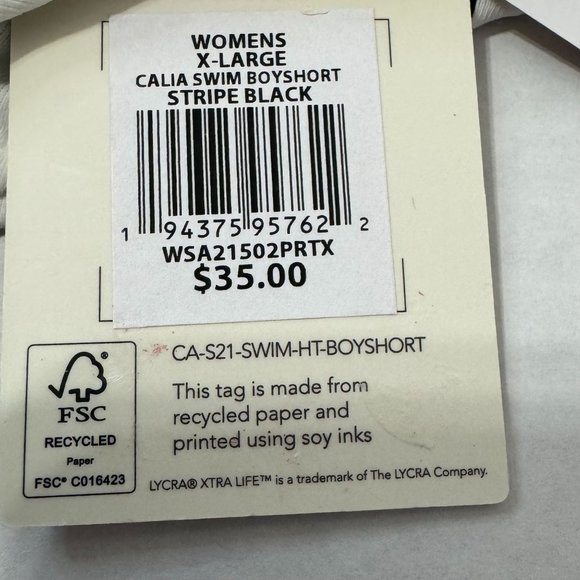 WOMENS
X-LARGE
CALIA SWIM BOYSHORT
STRIPE BLACK
1 94375 95762 2
WSA21502PRTX
$35.00
CA-S21-SWIM-HT-BOYSHORT
This tag is made from
recycled paper and
printed using soy inks
®
FSC
RECYCLED
Paper
FSC® C016423
LYCRA® XTRA LIFE™ is a trademark of The LYCRA Company.